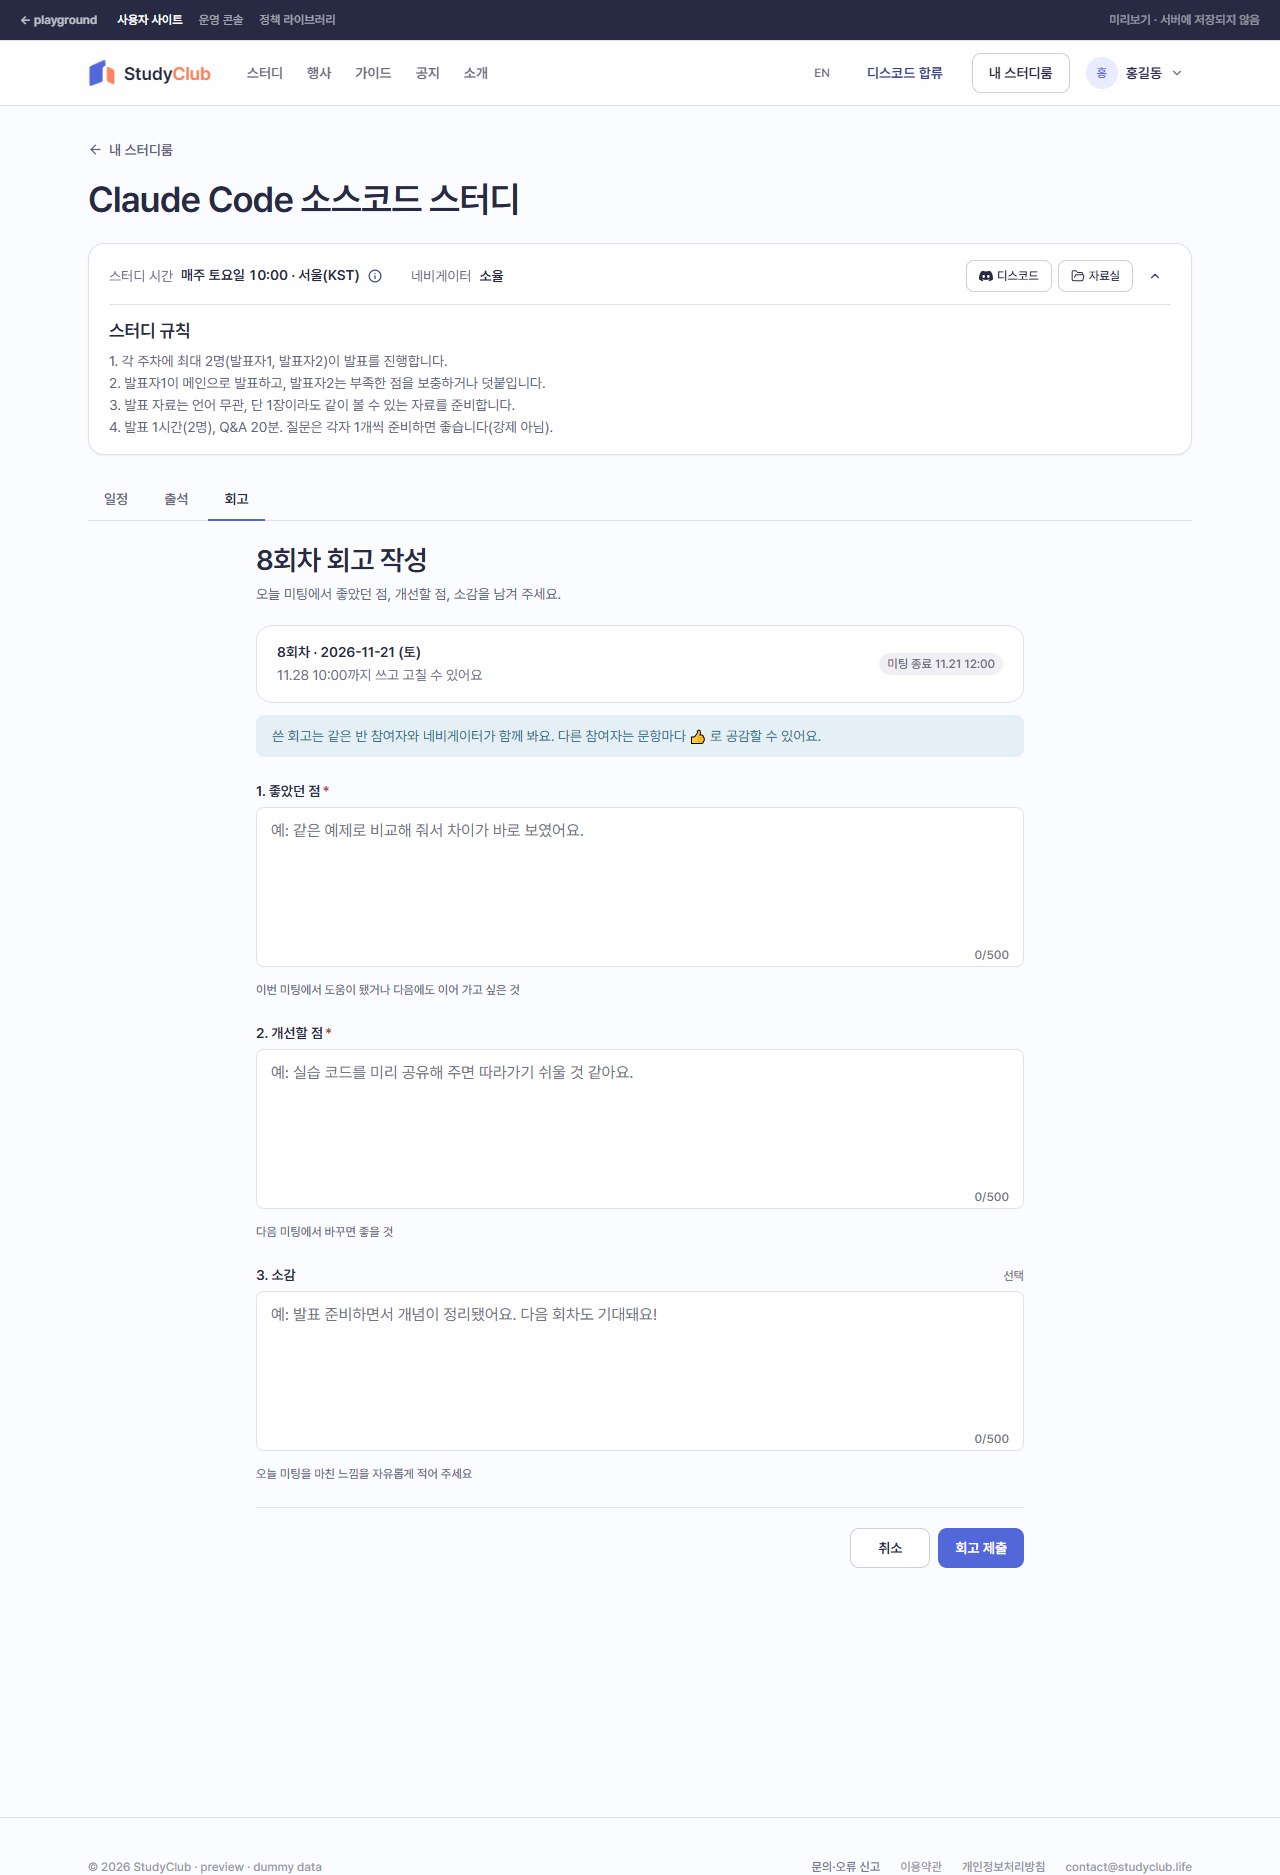 ← playground 사용자 사이트 운영 콘솔 정책 라이브러리 미리보기 · 서버에 저장되지 않음
StudyClub 스터디 행사 가이드 공지 소개 EN 디스코드 합류 내 스터디룸 홍 홍길동
← 내 스터디룸
Claude Code 소스코드 스터디
스터디 시간 매주 토요일 10:00 · 서울(KST) 네비게이터 소율 디스코드 자료실
스터디 규칙
1. 각 주차에 최대 2명(발표자1, 발표자2)이 발표를 진행합니다.
2. 발표자1이 메인으로 발표하고, 발표자2는 부족한 점을 보충하거나 덧붙입니다.
3. 발표 자료는 언어 무관, 단 1장이라도 같이 볼 수 있는 자료를 준비합니다.
4. 발표 1시간(2명), Q&A 20분. 질문은 각자 1개씩 준비하면 좋습니다(강제 아님).
일정 출석 회고
8회차 회고 작성
오늘 미팅에서 좋았던 점, 개선할 점, 소감을 남겨 주세요.
8회차 · 2026-11-21 (토)
11.28 10:00까지 쓰고 고칠 수 있어요
미팅 종료 11.21 12:00
쓴 회고는 같은 반 참여자와 네비게이터가 함께 봐요. 다른 참여자는 문항마다 👍 로 공감할 수 있어요.
1. 좋았던 점 *
예: 같은 예제로 비교해 줘서 차이가 바로 보였어요.
0/500
이번 미팅에서 도움이 됐거나 다음에도 이어 가고 싶은 것
2. 개선할 점 *
예: 실습 코드를 미리 공유해 주면 따라가기 쉬울 것 같아요.
0/500
다음 미팅에서 바꾸면 좋을 것
3. 소감 선택
예: 발표 준비하면서 개념이 정리됐어요. 다음 회차도 기대돼요!
0/500
오늘 미팅을 마친 느낌을 자유롭게 적어 주세요
취소 회고 제출
© 2026 StudyClub · preview · dummy data 문의·오류 신고 이용약관 개인정보처리방침 contact@studyclub.life